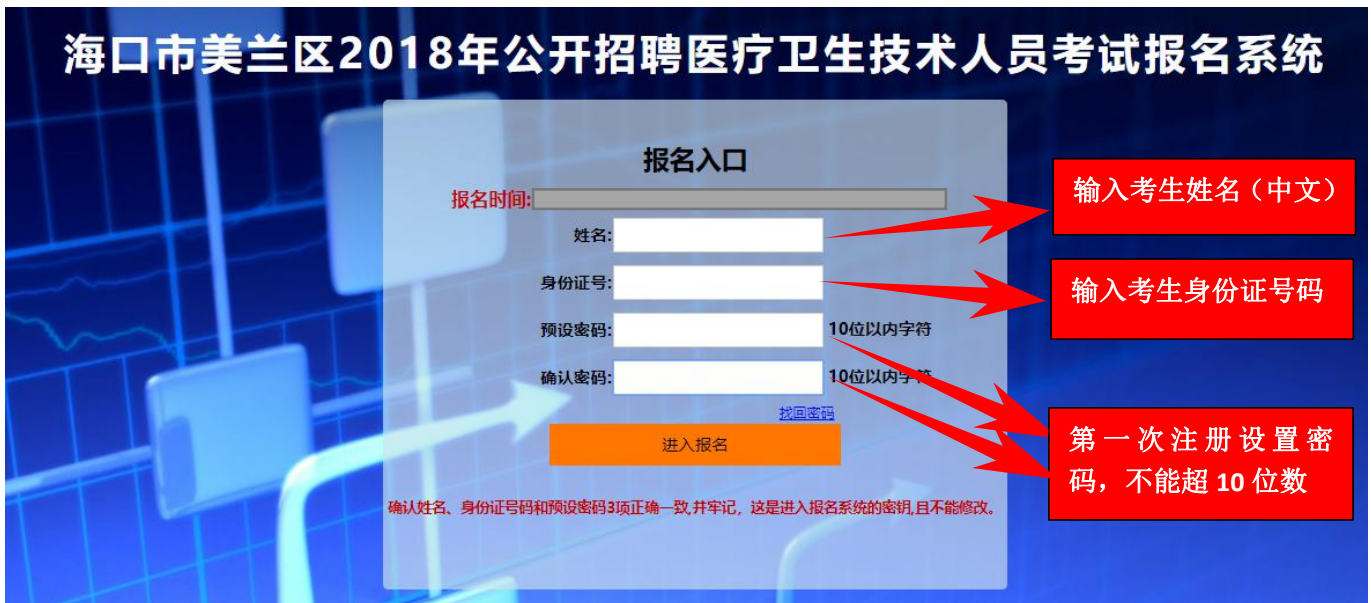 海口市美兰区2018年公开招聘医疗卫生技术人员考试报名系统
报名入口
报名时间:
姓名:
身份证号:
预设密码:
10位以内字符
确认密码:
10位以内字符
找回密码
进入报名
确认姓名、身份证号码和预设密码3项正确一致,并牢记，这是进入报名系统的密钥,且不能修改。
输入考生姓名（中文）
输入考生身份证号码
第一次注册设置密
码，不能超 10 位数